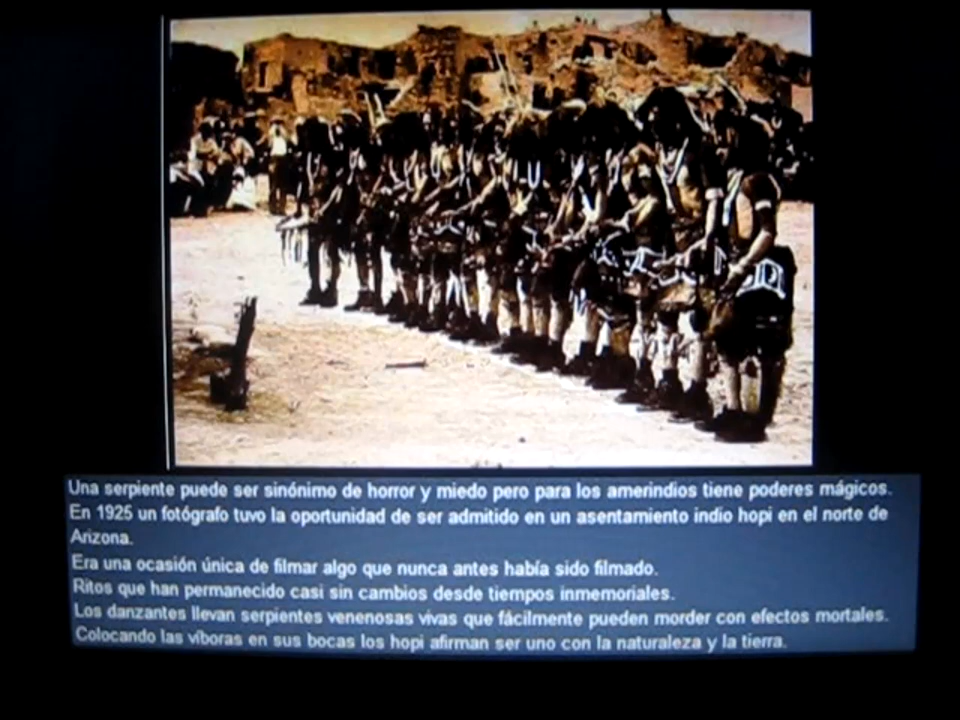 Una serpiente puede ser sinónimo de horror y miedo pero para los amerindios tiene poderes mágicos.
En 1925 un fotógrafo tuvo la oportunidad de ser admitido en un asentamiento indio hopi en el norte de
Arizona.
Era una ocasión única de filmar algo que nunca antes había sido filmado.
Ritos que han permanecido casi sin cambios desde tiempos inmemoriales.
Los danzantes llevan serpientes venenosas vivas que fácilmente pueden morder con efectos mortales.
Colocando las víboras en sus bocas los hopi afirman ser uno con la naturaleza y la tierra.